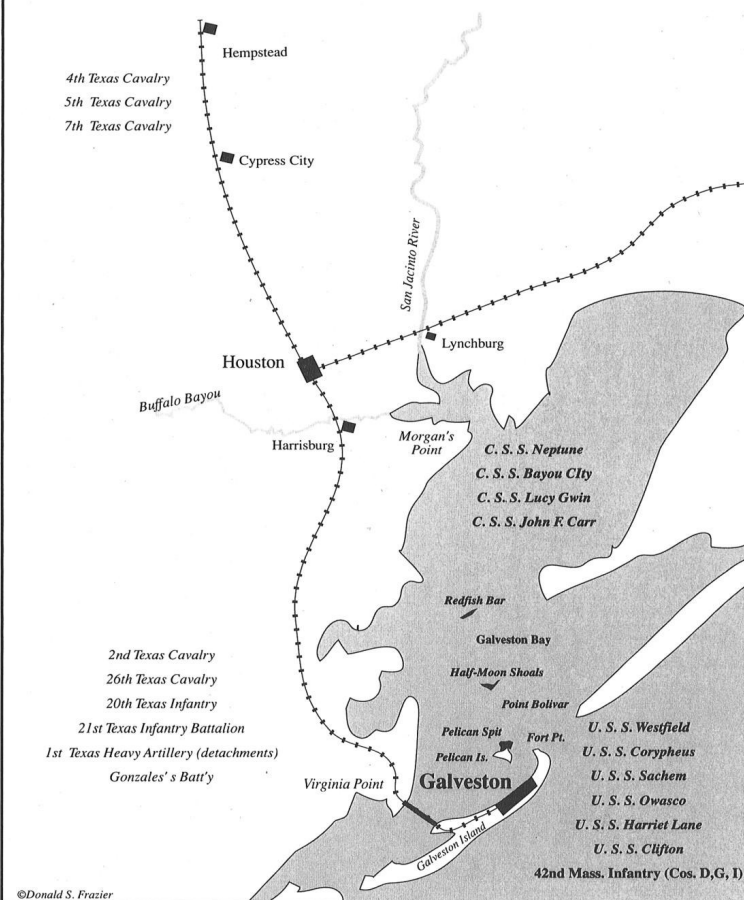 Hempstead
4th Texas Cavalry
5th Texas Cavalry
7th Texas Cavalry
Cypress City
San Jacinto River
Lynchburg
Houston
Buffalo Bayou
Harrisburg
Morgan's
Point
C. S. S. Neptune
C. S. S. Bayou CIty
C. S. S. Lucy Gwin
C. S. S. John F. Carr
Redfish Bar
Galveston Bay
Half-Moon Shoals
Point Bolivar
2nd Texas Cavalry
26th Texas Cavalry
20th Texas Infantry
21st Texas Infantry Battalion
1st Texas Heavy Artillery (detachments)
Gonzales' s Batt'y
Pelican Spit
Fort Pt.
Pelican Is.
Virginia Point
Galveston
Galveston Island
U. S. S. Westfield
U. S. S. Corypheus
U. S. S. Sachem
U. S. S. Owasco
U. S. S. Harriet Lane
U. S. S. Clifton
42nd Mass. Infantry (Cos. D,G, I)
©Donald S. Frazier